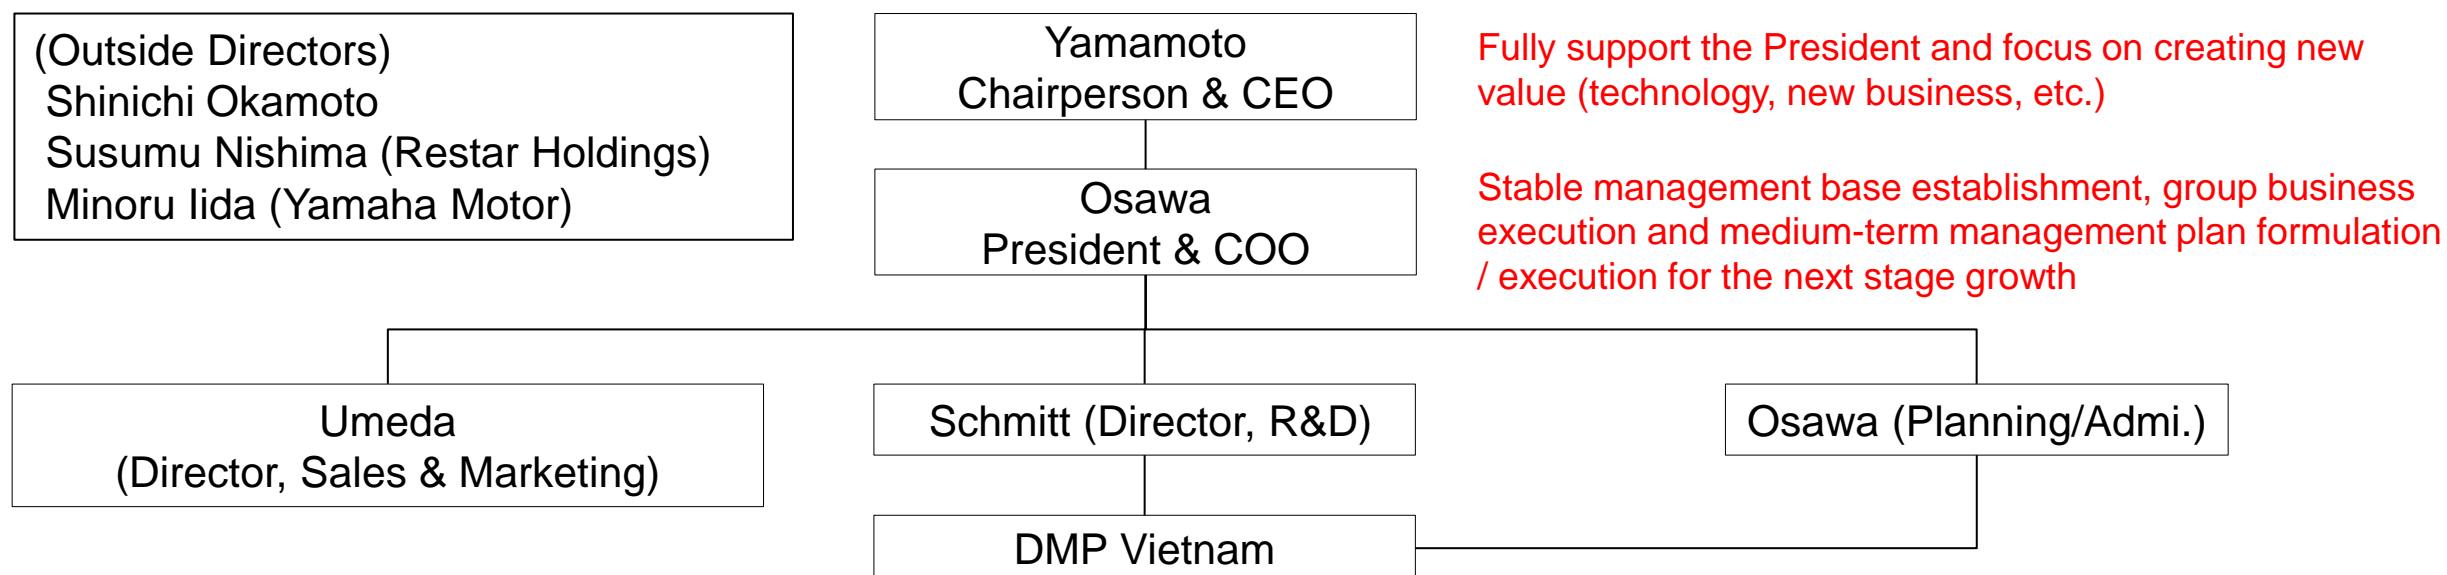 (Outside Directors)
Shinichi Okamoto
Susumu Nishima (Restar Holdings)
Minoru Iida (Yamaha Motor)
Yamamoto
Chairperson & CEO
Fully support the President and focus on creating new
value (technology, new business, etc.)
Osawa
President & COO
Stable management base establishment, group business
execution and medium-term management plan formulation
/ execution for the next stage growth
Umeda
(Director, Sales & Marketing)
Schmitt (Director, R&D)
Osawa (Planning/Admi.)
DMP Vietnam